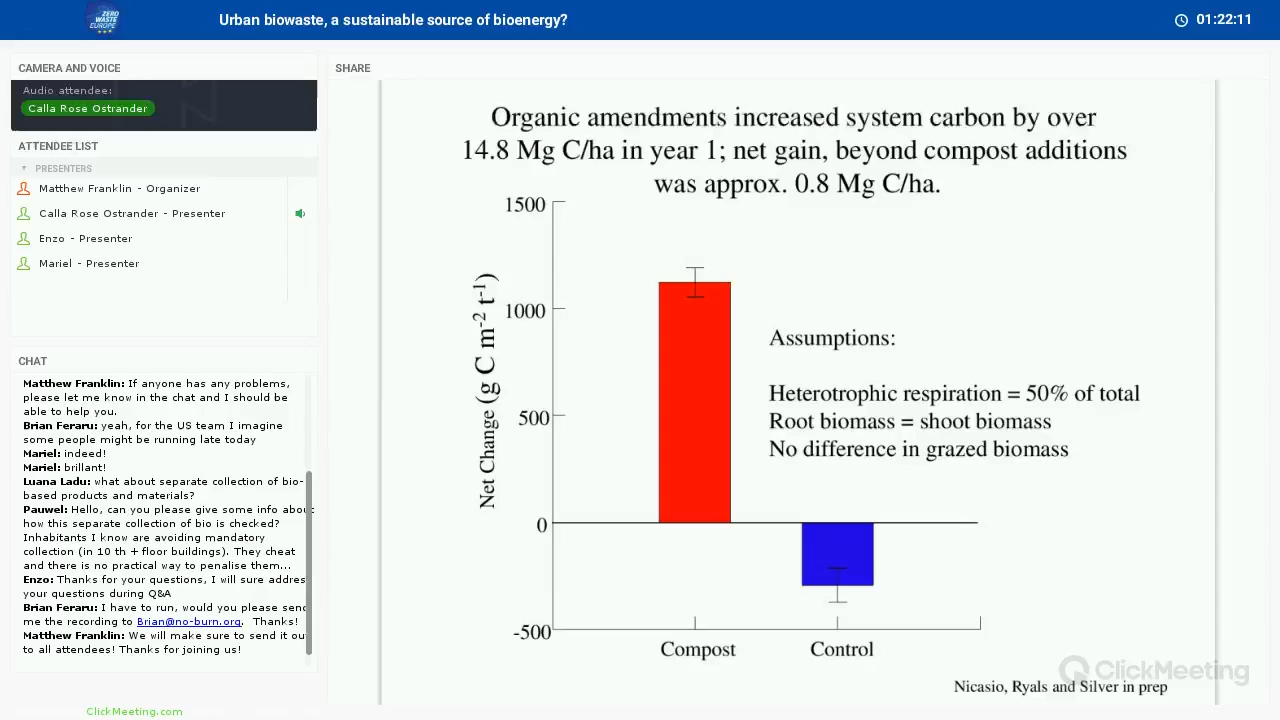 ZERO
WASTE
EUROPE
Urban biowaste, a sustainable source of bioenergy?
01:22:11
CAMERA AND VOICE
Audio attendee:
Calla Rose Ostrander
ATTENDEE LIST
PRESENTERS
Matthew Franklin - Organizer
Calla Rose Ostrander - Presenter
Enzo - Presenter
Mariel - Presenter
CHAT
Matthew Franklin: If anyone has any problems,
please let me know in the chat and I should be
able to help you.
Brian Feraru: yeah, for the US team I imagine
some people might be running late today
Mariel: indeed!
Mariel: brillant!
Luana Ladu: what about separate collection of bio-
based products and materials?
Pauwel: Hello, can you please give some info about
how this separate collection of bio is checked?
Inhabitants I know are avoiding mandatory
collection (in 10 th + floor buildings). They cheat
and there is no practical way to penalise them...
Enzo: Thanks for your questions, I will sure addres
your questions during Q&A
Brian Feraru: I have to run, would you please send
me the recording to Brian@no-burn.org. Thanks!
Matthew Franklin: We will make sure to send it ou
to all attendees! Thanks for joining us!
ClickMeeting.com
SHARE
Organic amendments increased system carbon by over
14.8 Mg C/ha in year 1; net gain, beyond compost additions
was approx. 0.8 Mg C/ha.
Net Change (g C m-2 t-1)
1500
1000
500
0
-500
Assumptions:
Heterotrophic respiration = 50% of total
Root biomass = shoot biomass
No difference in grazed biomass
Compost
Control
Nicasio, Ryals and Silver in prep
ClickMeeting